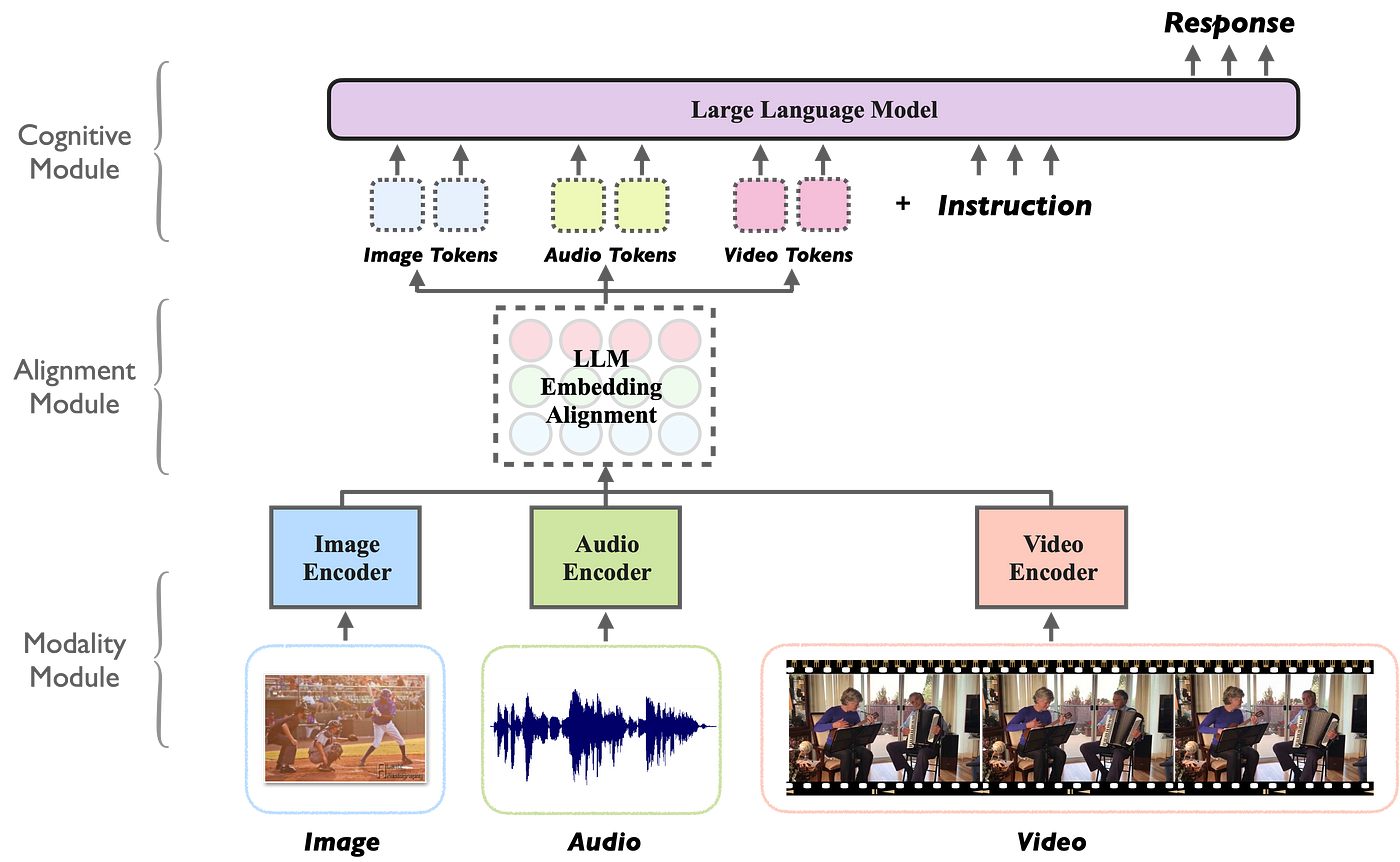 Response
Large Language Model
Cognitive
Module
+ Instruction
Image Tokens
Audio Tokens
Video Tokens
Alignment
Module
LLM
Embedding
Alignment
Image
Encoder
Audio
Encoder
Video
Encoder
Modality
Module
Image
Audio
Video